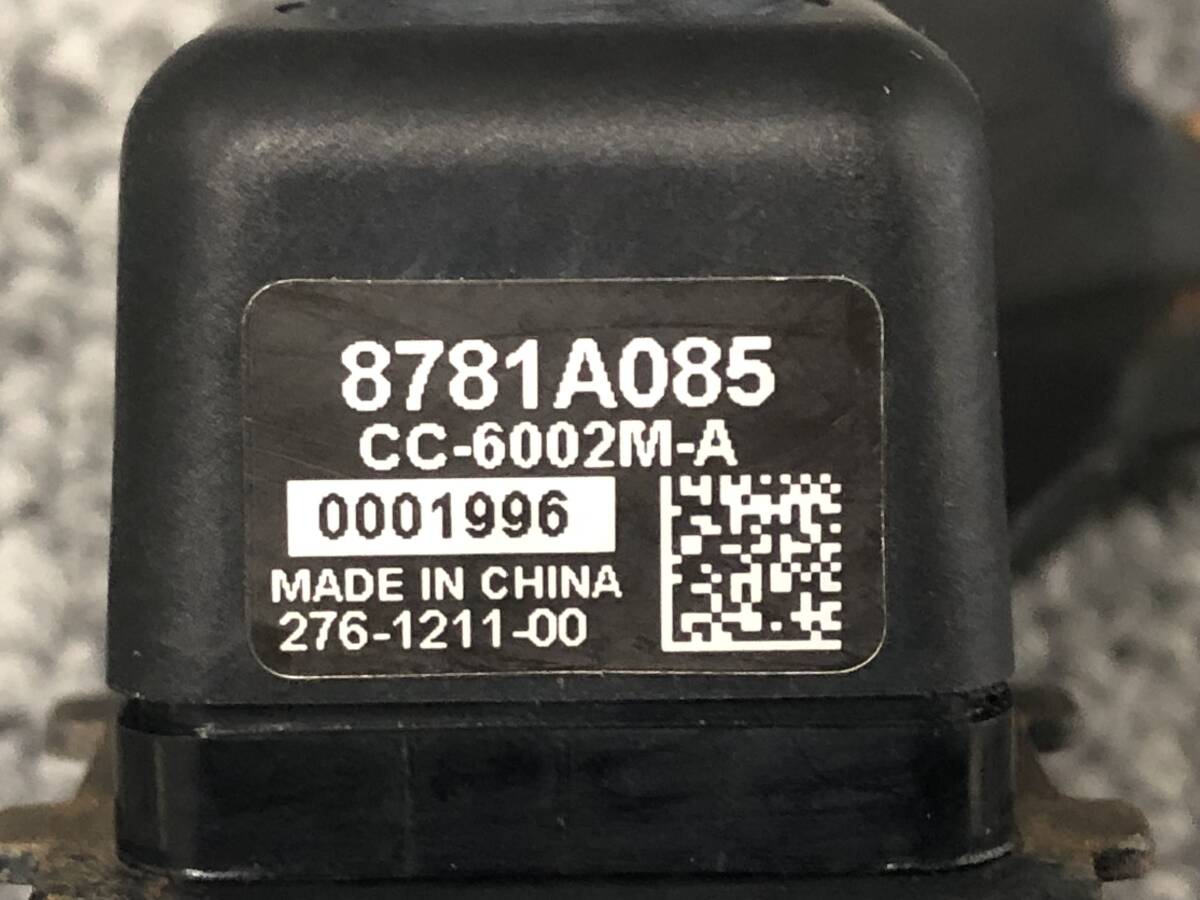 8781A085
CC-6002M-A
0001996
MADE IN CHINA
276-1211-00